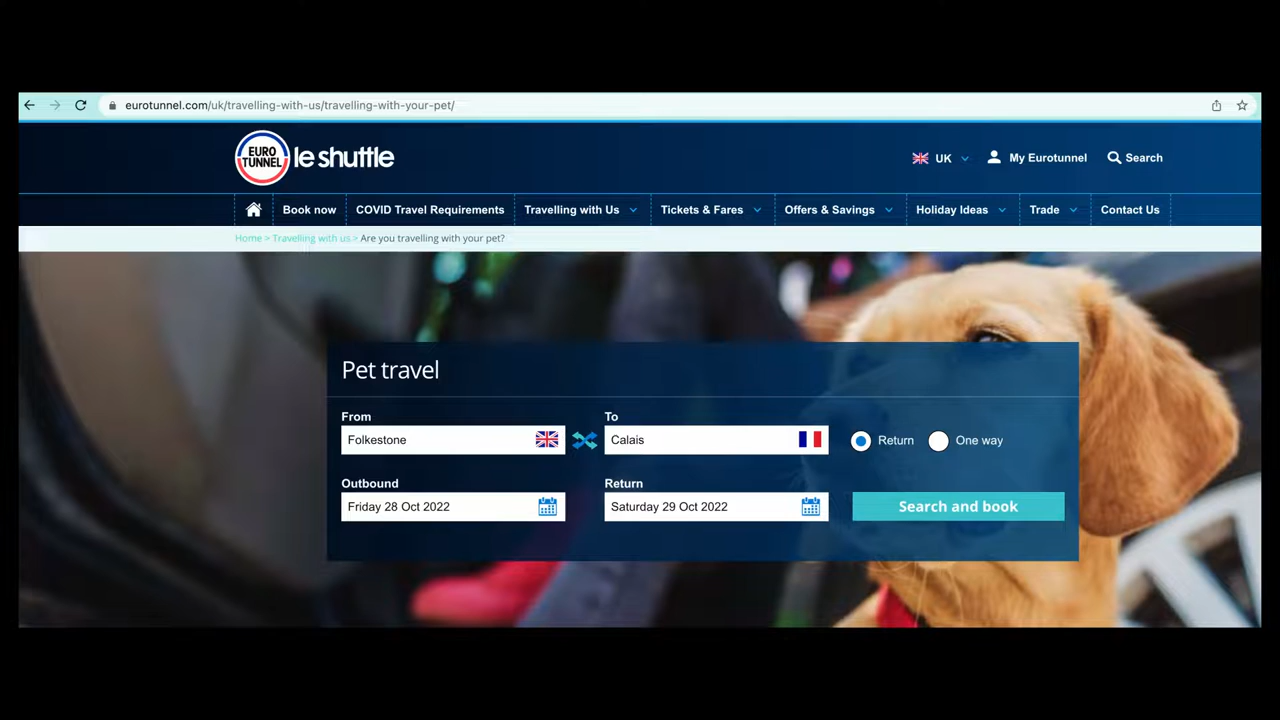 eurotunnel.com/uk/travelling-with-us/travelling-with-your-pet/
EURO
TUNNEL
le shuttle
UK
My Eurotunnel
Search
Book now
COVID Travel Requirements
Travelling with Us
Tickets & Fares
Offers & Savings
Holiday Ideas
Trade
Contact Us
Home > Travelling with us > Are you travelling with your pet?
Pet travel
From
To
Folkestone
Calais
Return
One way
Outbound
Return
Friday 28 Oct 2022
Saturday 29 Oct 2022
Search and book